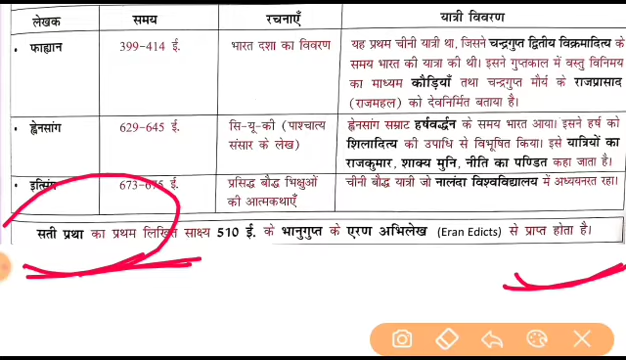 लेखक समय रचनाएँ यात्री विवरण
• फाह्यान 399-414 ई. भारत दशा का विवरण यह प्रथम चीनी यात्री था, जिसने चन्द्रगुप्त द्वितीय विक्रमादित्य के
समय भारत की यात्रा की थी। इसने गुप्तकाल में वस्तु विनिमय
का माध्यम कौड़ियाँ तथा चन्द्रगुप्त मौर्य के राजप्रासाद
(राजमहल) को देवनिर्मित बताया है।
• ह्वेनसांग 629-645 ई. सि-यू-की (पाश्चात्य ह्वेनसांग सम्राट हर्षवर्द्धन के समय भारत आया। इसने हर्ष को
संसार के लेख) शिलादित्य की उपाधि से विभूषित किया। इसे यात्रियों का
राजकुमार, शाक्य मुनि, नीति का पण्डित कहा जाता है।
• इत्सिंग 673-675 ई. प्रसिद्ध बौद्ध भिक्षुओं चीनी बौद्ध यात्री जो नालंदा विश्वविद्यालय में अध्ययनरत रहा।
की आत्मकथाएँ
सती प्रथा का प्रथम लिखित साक्ष्य 510 ई. के भानुगुप्त के एरण अभिलेख (Eran Edicts) से प्राप्त होता है।